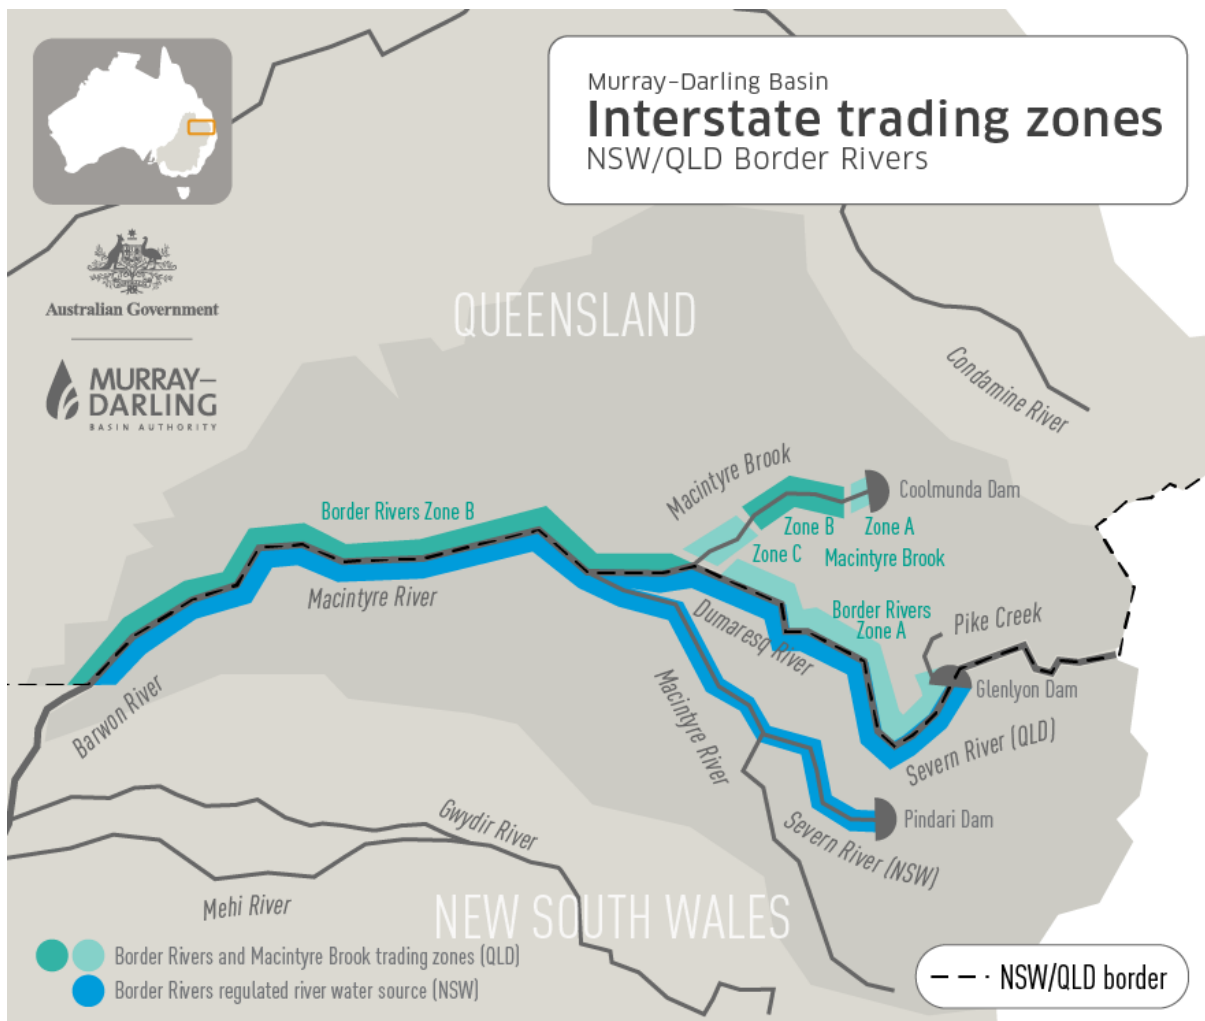 Murray–Darling Basin
Interstate trading zones
NSW/QLD Border Rivers
Australian Government
MURRAY–
DARLING
BASIN AUTHORITY
QUEENSLAND
Condamine River
Macintyre Brook
Coolmunda Dam
Border Rivers Zone B
Zone B
Zone A
Zone C
Macintyre Brook
Macintyre River
Dumaresq River
Border Rivers
Zone A
Pike Creek
Glenlyon Dam
Barwon River
Macintyre River
Severn River (QLD)
Gwydir River
Pindari Dam
Severn River (NSW)
Mehi River
NEW SOUTH WALES
Border Rivers and Macintyre Brook trading zones (QLD)
Border Rivers regulated river water source (NSW)
NSW/QLD border